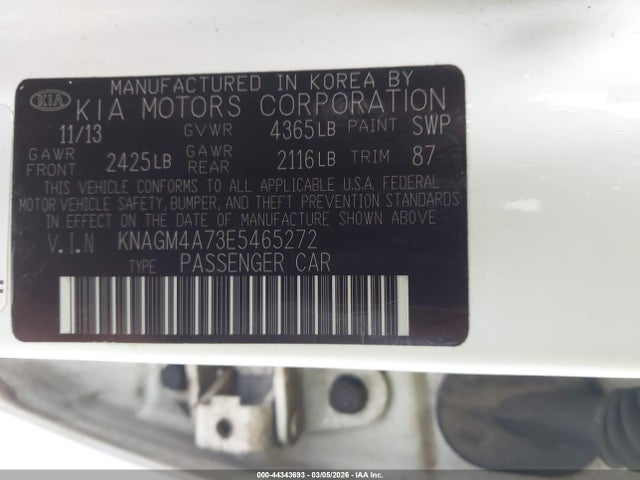 MANUFACTURED IN KOREA BY
KIA KIA MOTORS CORPORATION
11/13 GVWR 4365LB PAINT SWP
GAWR FRONT 2425LB GAWR REAR 2116LB TRIM 87
THIS VEHICLE CONFORMS TO ALL APPLICABLE U.S.A. FEDERAL
MOTOR VEHICLE SAFETY, BUMPER, AND THEFT PREVENTION STANDARDS
IN EFFECT ON THE DATE OF MANUFACTURE SHOWN ABOVE
V.I.N KNAGM4A73E5465272
TYPE PASSENGER CAR
000-44343693 - 03/05/2026 - IAA Inc.